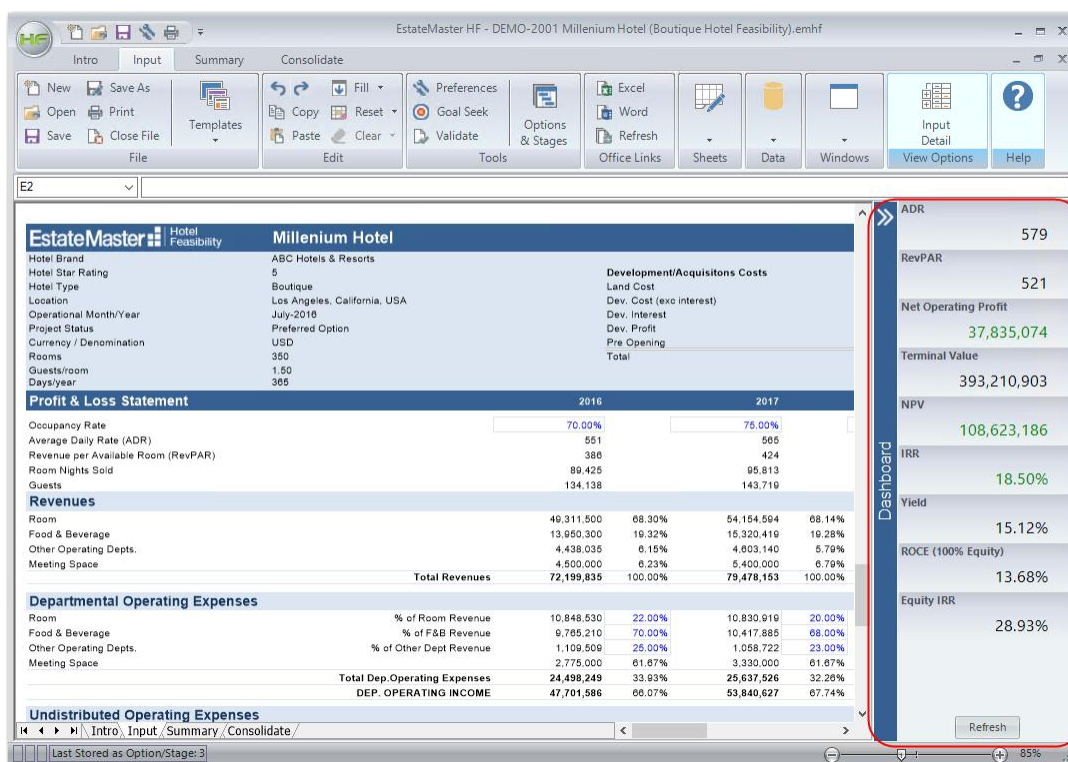 EstateMaster HF - DEMO-2001 Millenium Hotel (Boutique Hotel Feasibility).emhf
HF
Intro Input Summary Consolidate
New Save As Fill Preferences Excel
Open Print Copy Reset Goal Seek Word
Save Close File Templates Paste Clear Validate Options & Stages Refresh Input Detail
File Edit Tools Office Links Sheets Data Windows View Options Help
E2
EstateMaster Hotel Feasibility Millenium Hotel
Hotel Brand ABC Hotels & Resorts
Hotel Star Rating 5 Development/Acquisitons Costs
Hotel Type Boutique Land Cost
Location Los Angeles, California, USA Dev. Cost (exc interest)
Operational Month/Year July-2016 Dev. Interest
Project Status Preferred Option Dev. Profit
Currency / Denomination USD Pre Opening
Rooms 350 Total
Guests/room 1.50
Days/year 365
Profit & Loss Statement 2016 2017
Occupancy Rate 70.00% 75.00%
Average Daily Rate (ADR) 551 565
Revenue per Available Room (RevPAR) 386 424
Room Nights Sold 89,425 95,813
Guests 134,138 143,719
Revenues
Room 49,311,500 68.30% 54,154,594 68.14%
Food & Beverage 13,950,300 19.32% 15,320,419 19.28%
Other Operating Depts. 4,438,035 6.15% 4,603,140 5.79%
Meeting Space 4,500,000 6.23% 5,400,000 6.79%
Total Revenues 72,199,835 100.00% 79,478,153 100.00%
Departmental Operating Expenses
Room % of Room Revenue 10,848,530 22.00% 10,830,919 20.00%
Food & Beverage % of F&B Revenue 9,765,210 70.00% 10,417,885 68.00%
Other Operating Depts. % of Other Dept Revenue 1,109,509 25.00% 1,058,722 23.00%
Meeting Space 2,775,000 61.67% 3,330,000 61.67%
Total Dep.Operating Expenses 24,498,249 33.93% 25,637,526 32.26%
DEP. OPERATING INCOME 47,701,586 66.07% 53,840,627 67.74%
Undistributed Operating Expenses
Intro Input Summary Consolidate
Last Stored as Option/Stage: 3
85%
Dashboard
ADR
579
RevPAR
521
Net Operating Profit
37,835,074
Terminal Value
393,210,903
NPV
108,623,186
IRR
18.50%
Yield
15.12%
ROCE (100% Equity)
13.68%
Equity IRR
28.93%
Refresh